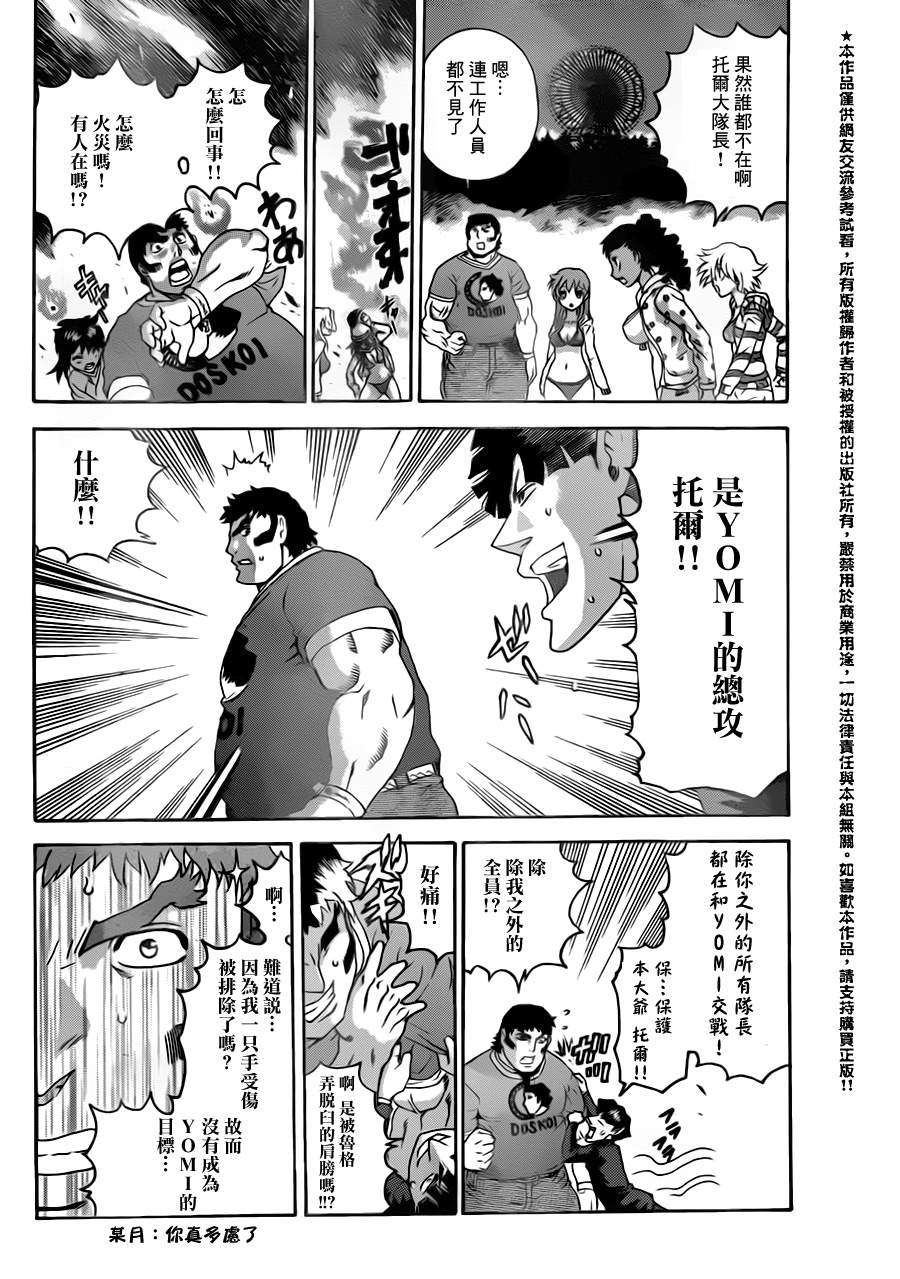 ★本作品僅供網友交流參考試看，所有版權歸作者和被授權的出版社所有，嚴禁用於商業用途，一切法律責任與本組無關。如喜歡本作品，請支持購買正版!!
果然誰都不在啊
托爾大隊長！
嗯…
連工作人員
都不見了
DOSKOI
ゴオオオ
怎
怎麼回事!!
怎麼
火災嗎！
有人在嗎!?
わあ
DOSKOI
是YOMI的總攻
托爾!!
什麼!!
KOI
除你之外的所有隊長
都在和YOMI交戰！
保…保護
本大爺 托爾!!
除
除我之外的
全員!?
DOSKOI
好痛!!
啊 是被魯格
弄脫臼的肩膀嗎!!?
啊…
難道説…
因為我一只手受傷
被排除了嗎？
故而
沒有成為
YOMI的
目標…
某月：你真多慮了